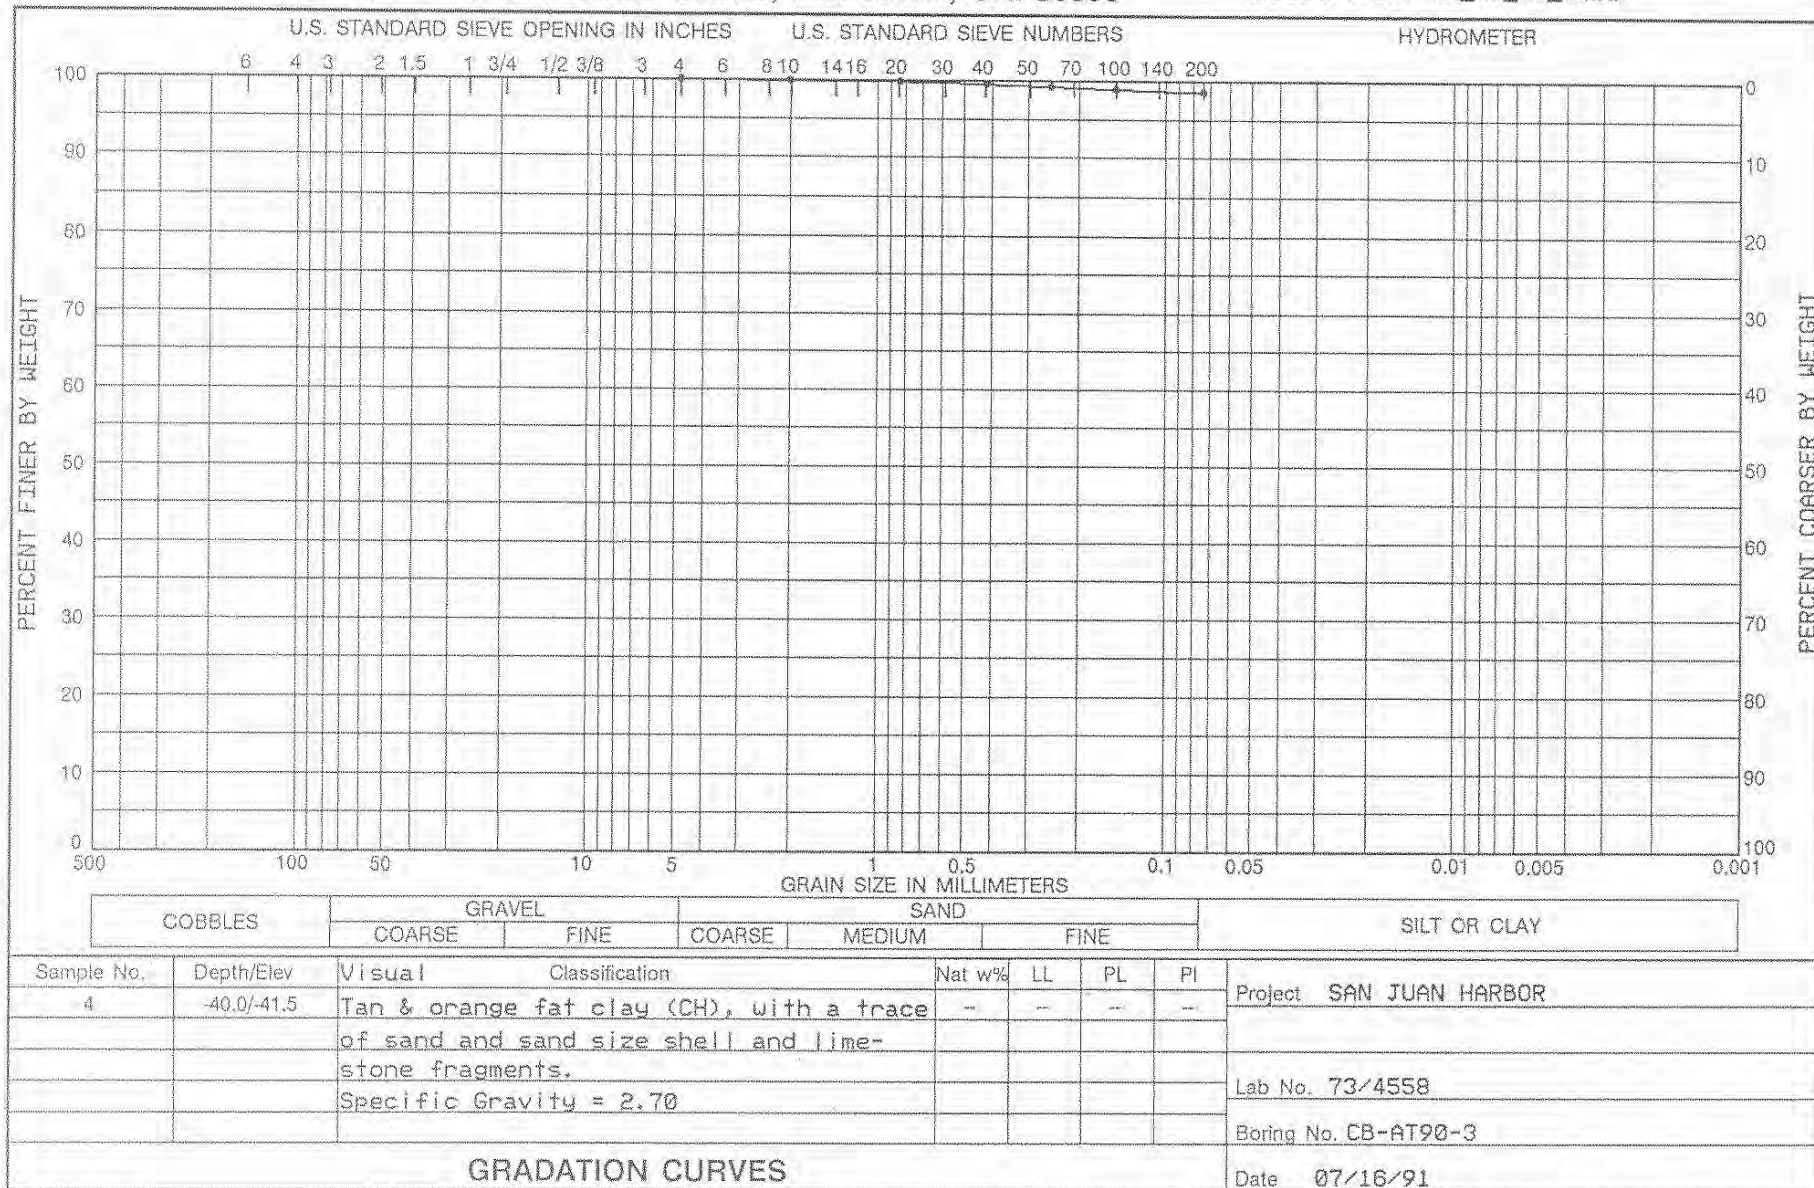 U.S. STANDARD SIEVE OPENING IN INCHES U.S. STANDARD SIEVE NUMBERS HYDROMETER
6 4 3 2 1.5 1 3/4 1/2 3/8 3 4 6 8 10 14 16 20 30 40 50 70 100 140 200
100 0
90 10
80 20
70 30
60 40
50 50
40 60
30 70
20 80
10 90
0 100
PERCENT FINER BY WEIGHT
PERCENT COARSER BY WEIGHT
500 100 50 10 5 1 0.5 0.1 0.05 0.01 0.005 0.001
GRAIN SIZE IN MILLIMETERS
COBBLES GRAVEL SAND SILT OR CLAY
COARSE FINE COARSE MEDIUM FINE
Sample No. Depth/Elev Visual Classification Nat w% LL PL PI
4 -40.0/-41.5 Tan & orange fat clay (CH), with a trace -- -- -- --
of sand and sand size shell and lime-
stone fragments.
Specific Gravity = 2.70
Project SAN JUAN HARBOR
Lab No. 73/4558
Boring No. CB-AT90-3
GRADATION CURVES
Date 07/16/91